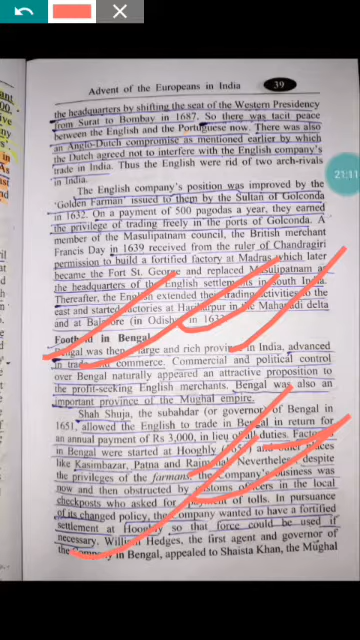 Advent of the Europeans in India 39
the headquarters by shifting the seat of the Western Presidency
from Surat to Bombay in 1687. So there was tacit peace
between the English and the Portuguese now. There was also
an Anglo-Dutch compromise as mentioned earlier by which
the Dutch agreed not to interfere with the English company's
trade in India. Thus the English were rid of two arch-rivals
in India.
The English company's position was improved by the
'Golden Farman' issued to them by the Sultan of Golconda
in 1632. On a payment of 500 pagodas a year, they earned
the privilege of trading freely in the ports of Golconda. A
member of the Masulipatnam council, the British merchant
Francis Day in 1639 received from the ruler of Chandragiri
permission to build a fortified factory at Madras which later
became the Fort St. George and replaced Masulipatnam as
the headquarters of the English settlements in south India.
Thereafter, the English extended their trading activities to the
east and started factories at Hariharpur in the Mahanadi delta
and at Balasore (in Odisha) in
Foothold in Bengal
Bengal was then a large and rich province in India, advanced
in trade and commerce. Commercial and political control
over Bengal naturally appeared an attractive proposition to
the profit-seeking English merchants. Bengal was also an
important province of the Mughal empire.
Shah Shuja, the subahdar (or governor) of Bengal in
1651, allowed the English to trade in Bengal in return for
an annual payment of Rs 3,000, in lieu of all duties. Factories
in Bengal were started at Hooghly and other places
like Kasimbazar, Patna and Rajmahal. Nevertheless, despite
the privileges of the farmans, the company's business was
now and then obstructed by customs officers in the local
checkposts who asked for payment of tolls. In pursuance
of its changed policy, the company wanted to have a fortified
settlement at Hooghly so that force could be used if
necessary. William Hedges, the first agent and governor of
the Company in Bengal, appealed to Shaista Khan, the Mughal
21:11